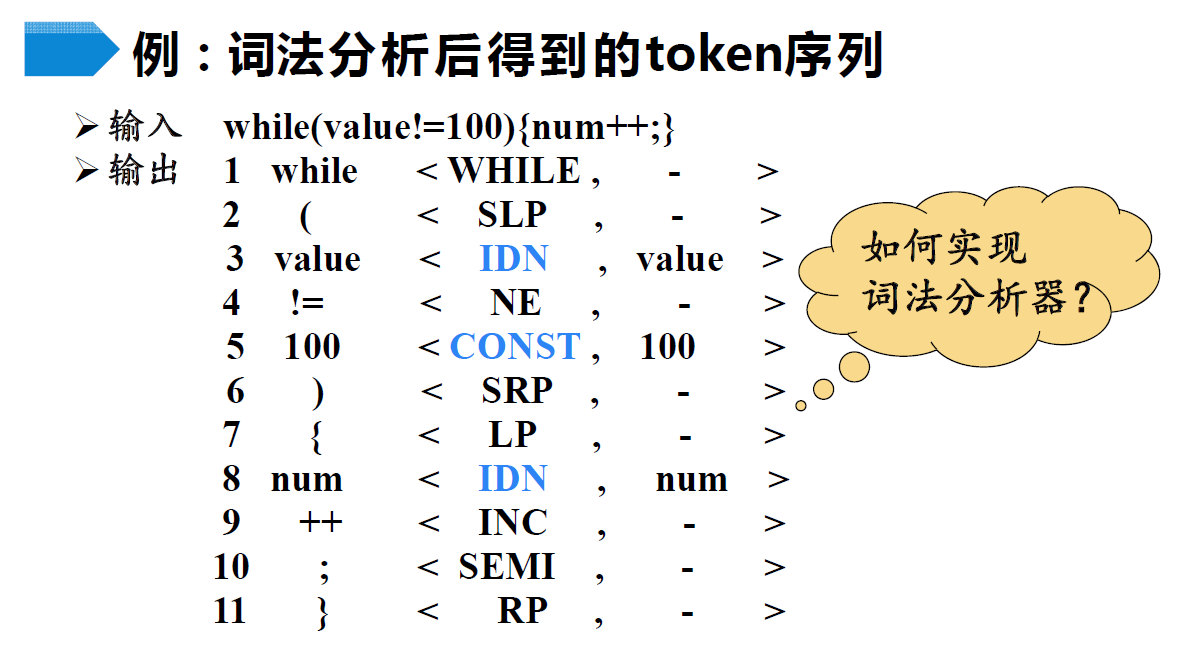 例：词法分析后得到的token序列
➢ 输入 while(value!=100){num++;}
➢ 输出 1 while < WHILE , - >
2 ( < SLP , - >
3 value < IDN , value >
4 != < NE , - >
5 100 < CONST , 100 >
6 ) < SRP , - >
7 { < LP , - >
8 num < IDN , num >
9 ++ < INC , - >
10 ; < SEMI , - >
11 } < RP , - >
如何实现
词法分析器？